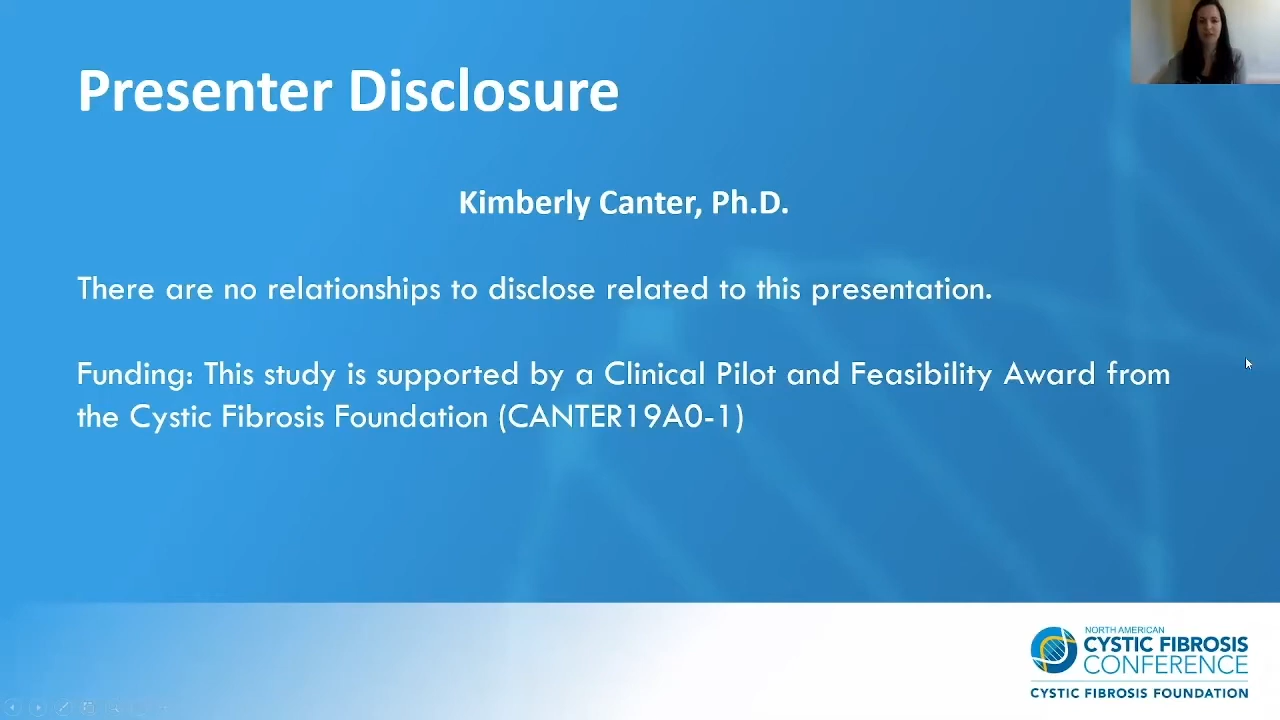 Presenter Disclosure
Kimberly Canter, Ph.D.
There are no relationships to disclose related to this presentation.
Funding: This study is supported by a Clinical Pilot and Feasibility Award from
the Cystic Fibrosis Foundation (CANTER19A0-1)
NORTH AMERICAN
CYSTIC FIBROSIS
CONFERENCE
CYSTIC FIBROSIS FOUNDATION